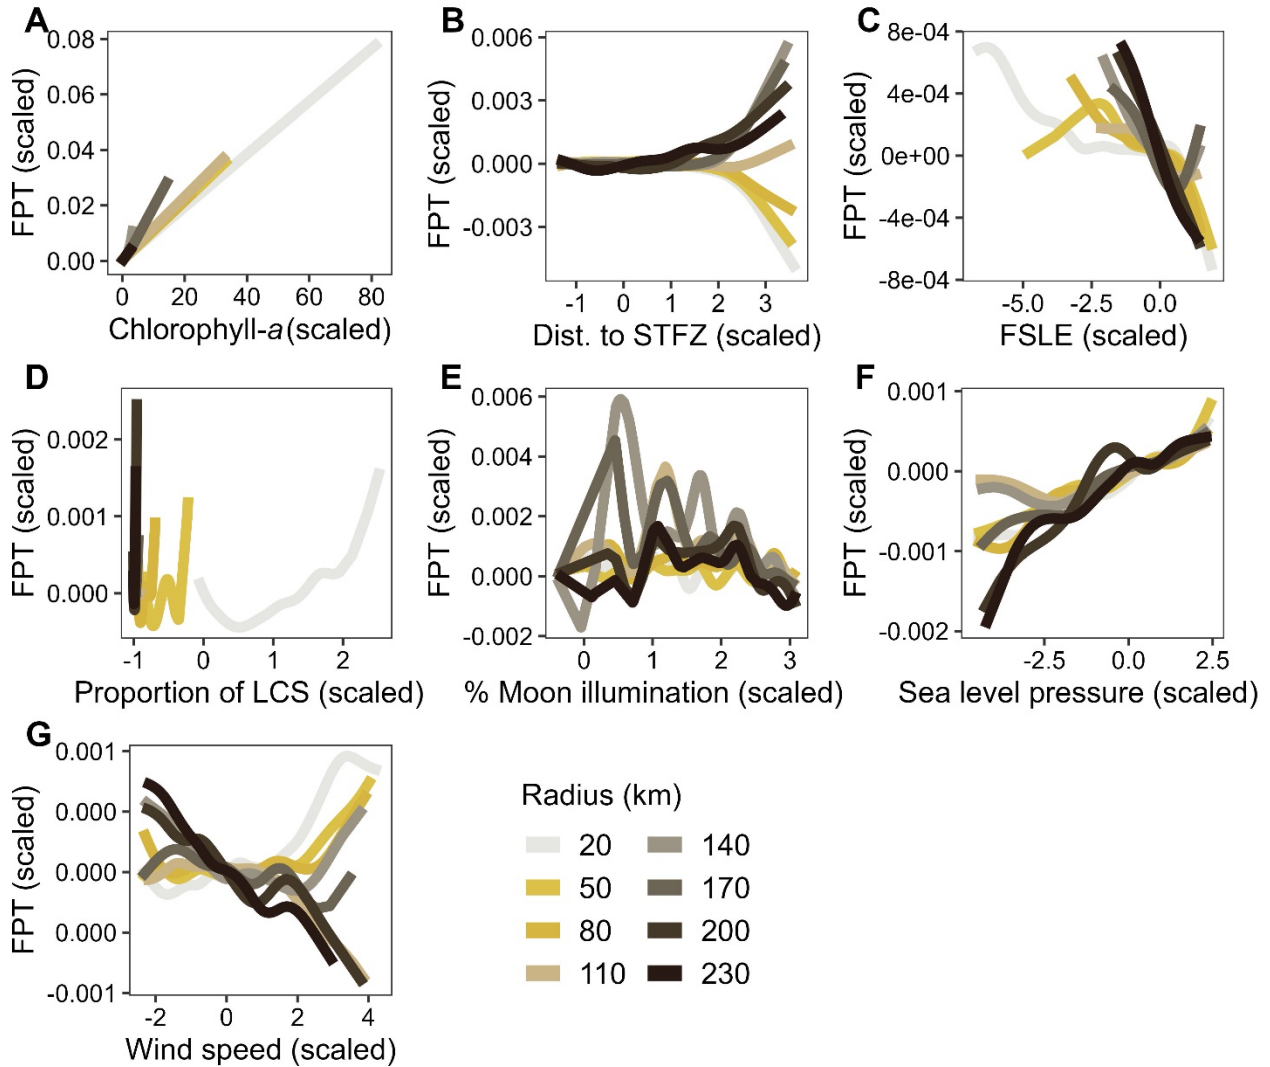 A
0.08
0.06
0.04
0.02
0.00
FPT (scaled)
0 20 40 60 80
Chlorophyll-a (scaled)
B
0.006
0.003
0.000
-0.003
FPT (scaled)
-1 0 1 2 3
Dist. to STFZ (scaled)
C
8e-04
4e-04
0e+00
-4e-04
-8e-04
FPT (scaled)
-5.0 -2.5 0.0
FSLE (scaled)
D
0.002
0.001
0.000
FPT (scaled)
-1 0 1 2
Proportion of LCS (scaled)
E
0.006
0.004
0.002
0.000
-0.002
FPT (scaled)
0 1 2 3
% Moon illumination (scaled)
F
0.001
0.000
-0.001
-0.002
FPT (scaled)
-2.5 0.0 2.5
Sea level pressure (scaled)
G
0.001
0.000
0.000
0.000
-0.001
FPT (scaled)
-2 0 2 4
Wind speed (scaled)
Radius (km)
20 140
50 170
80 200
110 230